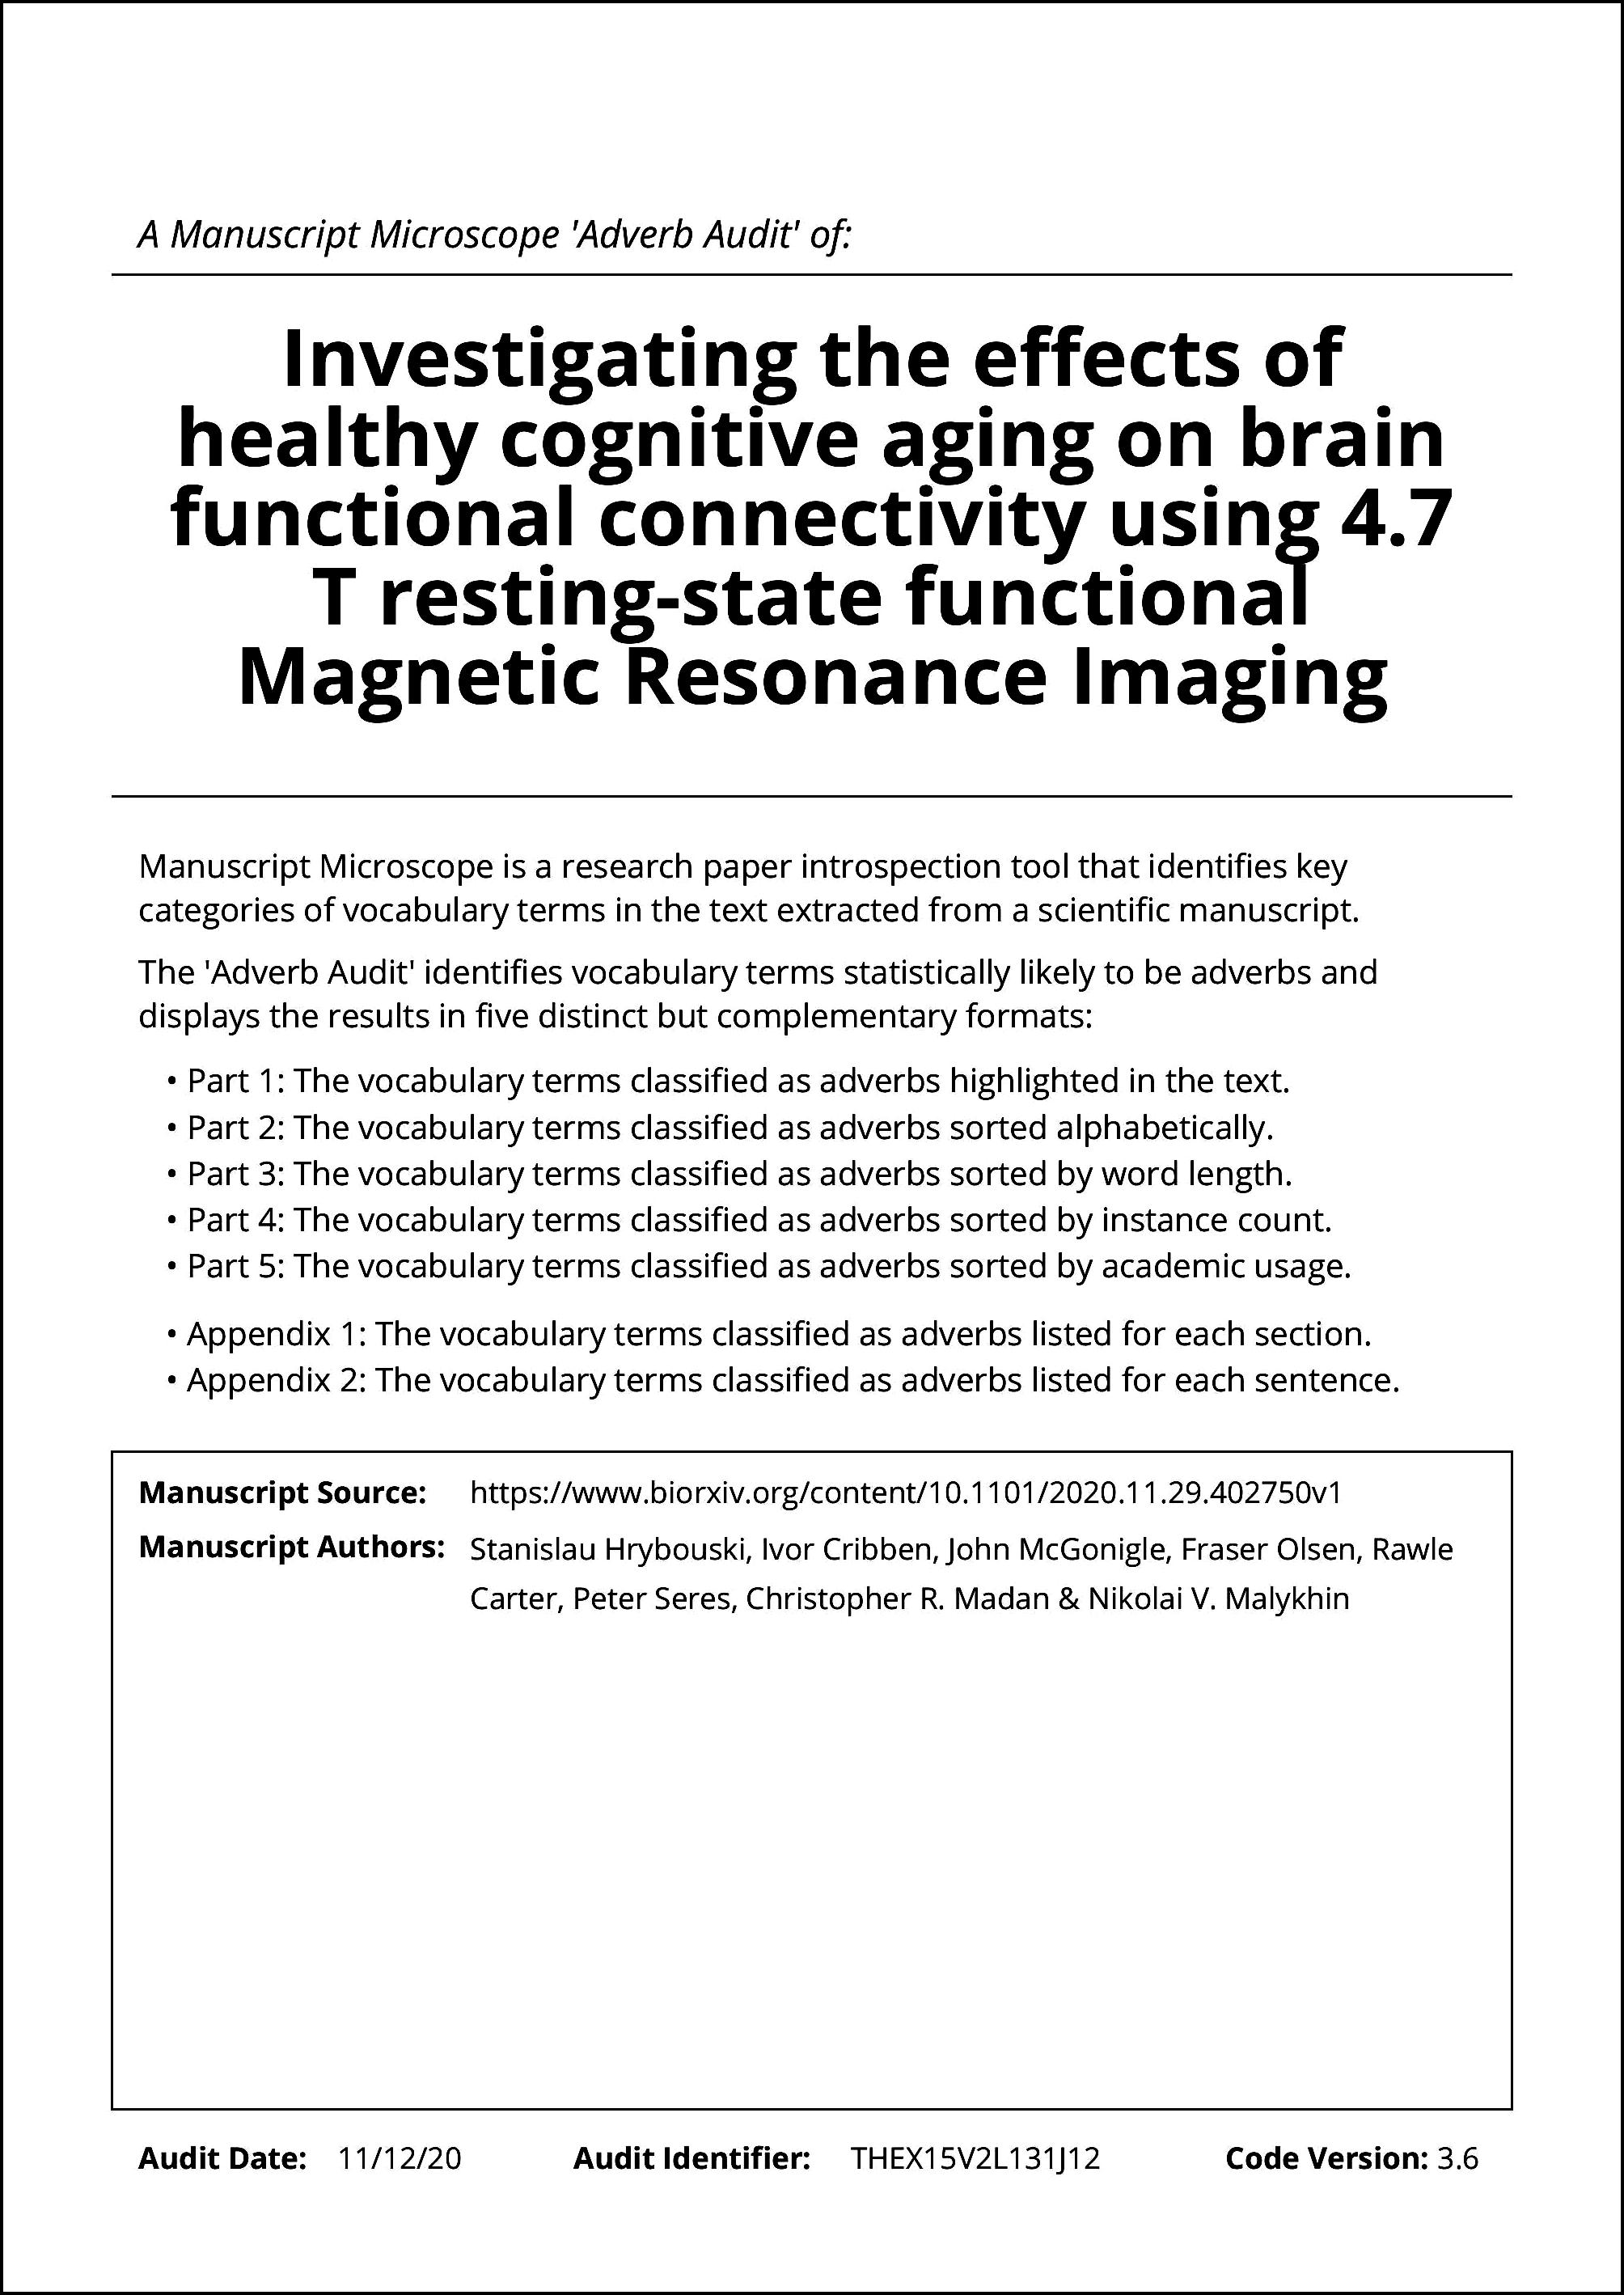 A Manuscript Microscope 'Adverb Audit' of:
Investigating the effects of
healthy cognitive aging on brain
functional connectivity using 4.7
T resting-state functional
Magnetic Resonance Imaging
Manuscript Microscope is a research paper introspection tool that identifies key
categories of vocabulary terms in the text extracted from a scientific manuscript.
The 'Adverb Audit' identifies vocabulary terms statistically likely to be adverbs and
displays the results in five distinct but complementary formats:
• Part 1: The vocabulary terms classified as adverbs highlighted in the text.
• Part 2: The vocabulary terms classified as adverbs sorted alphabetically.
• Part 3: The vocabulary terms classified as adverbs sorted by word length.
• Part 4: The vocabulary terms classified as adverbs sorted by instance count.
• Part 5: The vocabulary terms classified as adverbs sorted by academic usage.
• Appendix 1: The vocabulary terms classified as adverbs listed for each section.
• Appendix 2: The vocabulary terms classified as adverbs listed for each sentence.
Manuscript Source: https://www.biorxiv.org/content/10.1101/2020.11.29.402750v1
Manuscript Authors: Stanislau Hrybouski, Ivor Cribben, John McGonigle, Fraser Olsen, Rawle
Carter, Peter Seres, Christopher R. Madan & Nikolai V. Malykhin
Audit Date: 11/12/20 Audit Identifier: THEX15V2L131J12 Code Version: 3.6